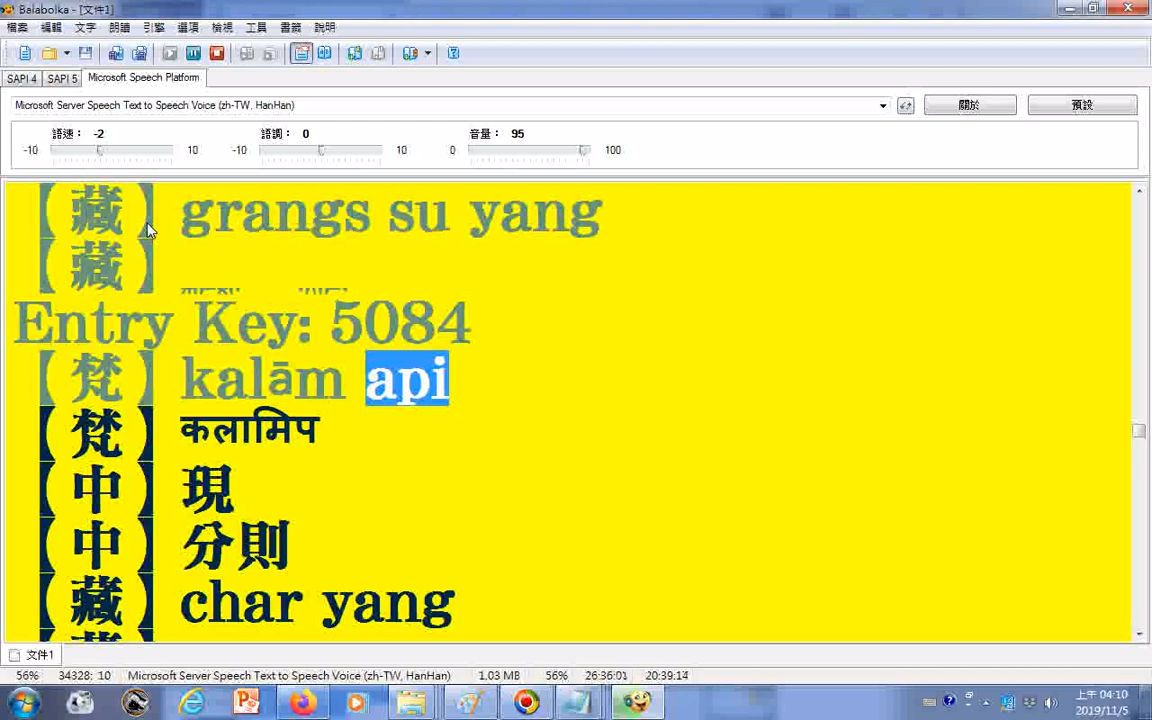 Balabolka - [文件1]
檔案 編輯 文字 朗讀 引擎 選項 檢視 工具 書籤 說明
SAPI 4 SAPI 5 Microsoft Speech Platform
Microsoft Server Speech Text to Speech Voice (zh-TW, HanHan) 關於 預設
語速： -2 語調： 0 音量： 95
-10 10 -10 10 0 100
【藏】 grangs su yang
【藏】
Entry Key: 5084
【梵】 kalām api
【梵】 कलामपि
【中】 現
【中】 分則
【藏】 char yang
文件1
56% 34328: 10 Microsoft Server Speech Text to Speech Voice (zh-TW, HanHan) 1.03 MB 56% 26:36:01 20:39:14
上午 04:10
2019/11/5